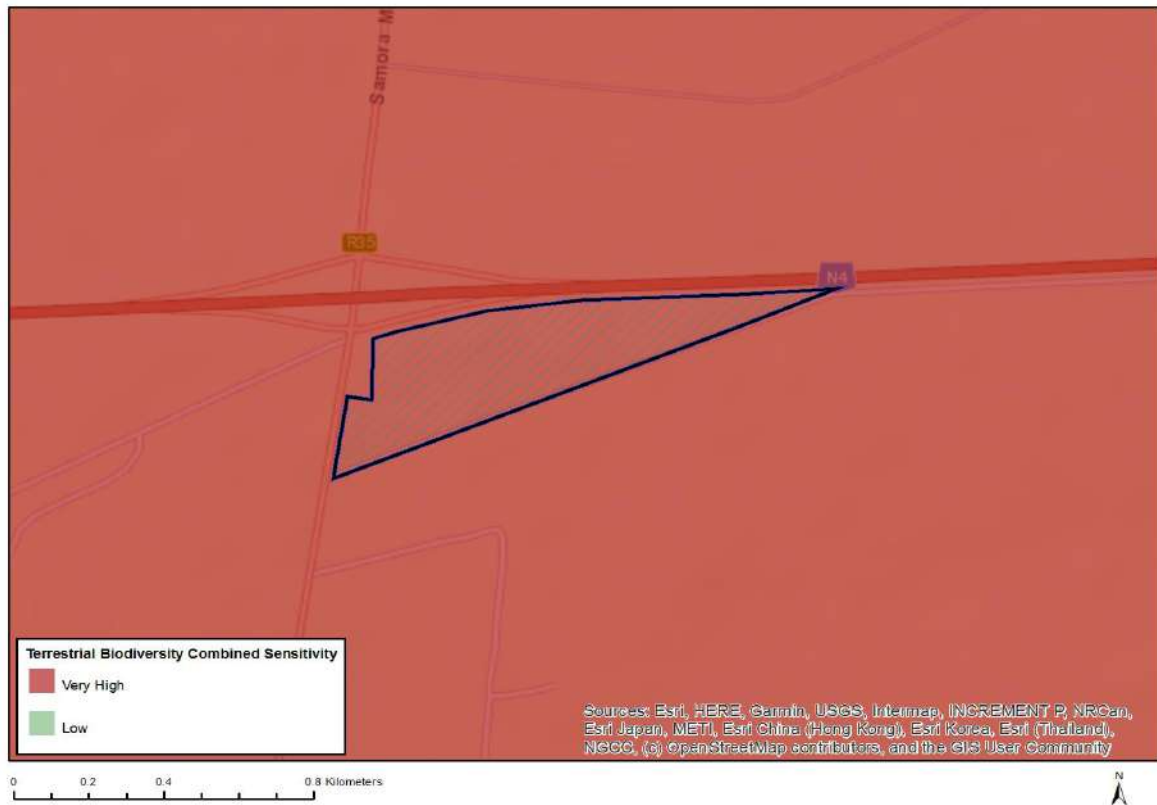 Samora M
R35
N4
Terrestrial Biodiversity Combined Sensitivity
Very High
Low
Sources: Esri, HERE, Garmin, USGS, Intermap, INCREMENT P, NRCan,
Esri Japan, METI, Esri China (Hong Kong), Esri Korea, Esri (Thailand),
NGCC, (c) OpenStreetMap contributors, and the GIS User Community
0 0.2 0.4 0.8 Kilometers
N